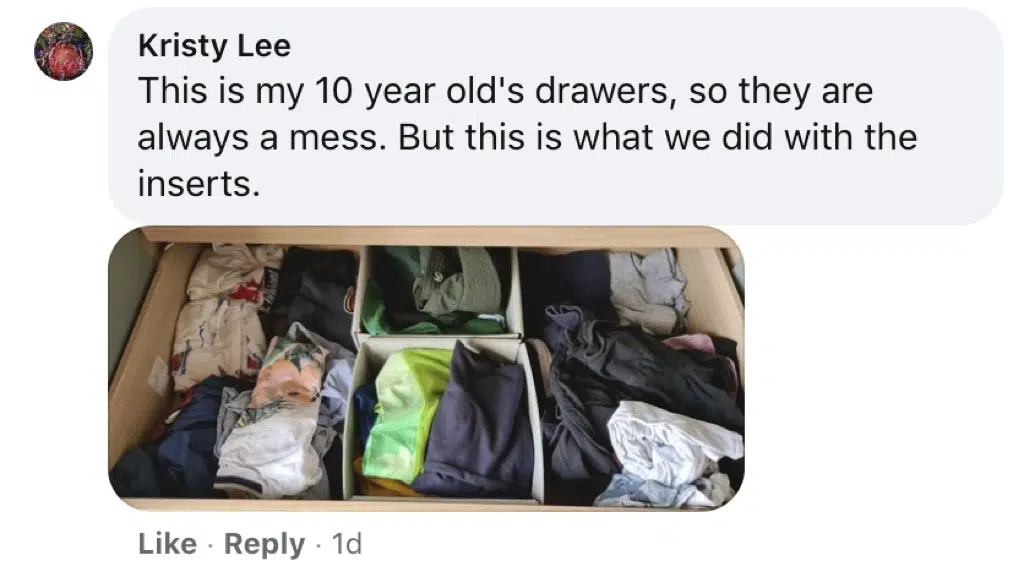 Kristy Lee
This is my 10 year old's drawers, so they are
always a mess. But this is what we did with the
inserts.
Like · Reply · 1d